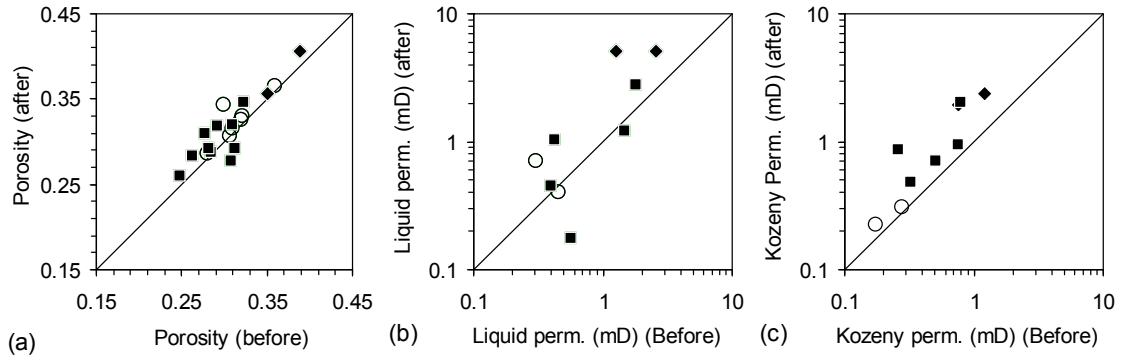 Porosity (after)
0.45
0.35
0.25
0.15
0.15 0.25 0.35 0.45
Porosity (before)
(a)
Liquid perm. (mD) (after)
10
1
0.1
0.1 1 10
Liquid perm. (mD) (Before)
(b)
Kozeny Perm. (mD) (after)
10
1
0.1
0.1 1 10
Kozeny perm. (mD) (Before)
(c)